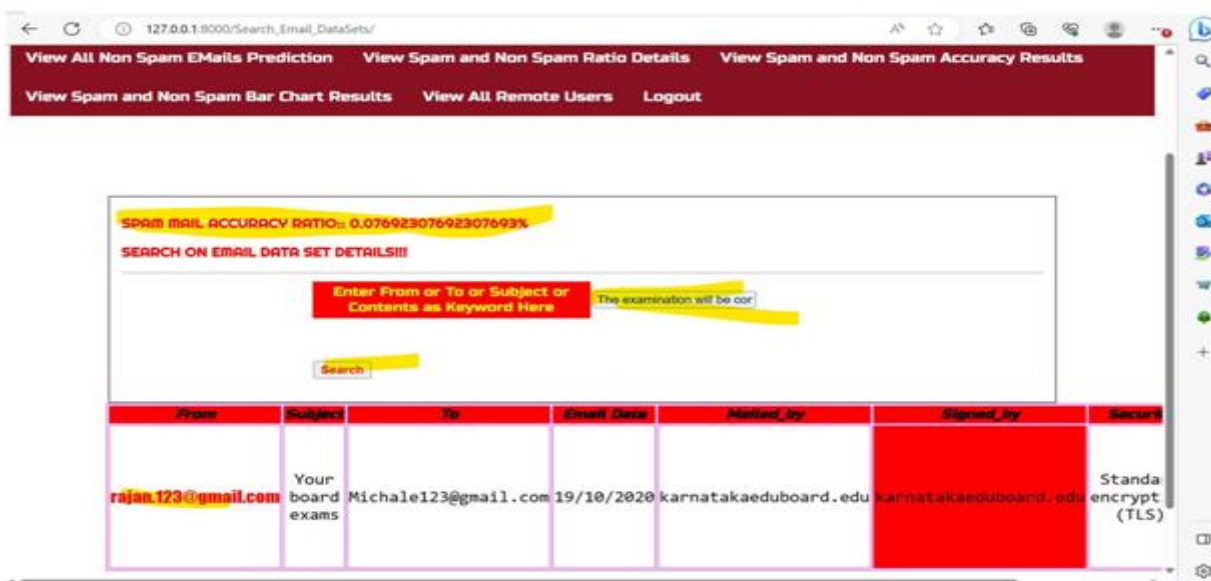 127.0.0.1:8000/Search_Email_DataSets/
View All Non Spam EMails Prediction View Spam and Non Spam Ratio Details View Spam and Non Spam Accuracy Results
View Spam and Non Spam Bar Chart Results View All Remote Users Logout
SPAM MAIL ACCURACY RATIO:: 0.07692307692307693%
SEARCH ON EMAIL DATA SET DETAILS!!!
Enter From or To or Subject or
Contents as Keyword Here
The examination will be cor
Search
From Subject To Email Date Mailed_by Signed_by Securi
rajan.123@gmail.com Your board exams Michale123@gmail.com 19/10/2020 karnatakaeduboard.edu karnatakaeduboard.edu Standa encrypt (TLS)